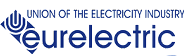 UNION OF THE ELECTRICITY INDUSTRY
eurelectric